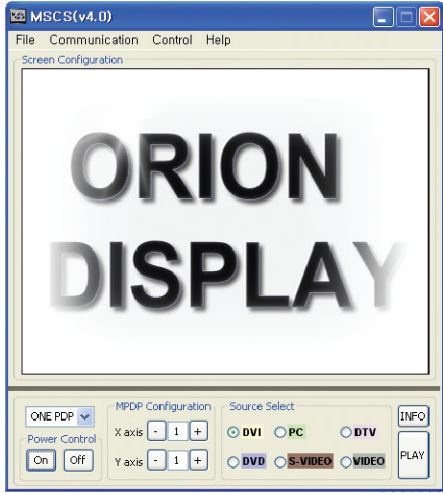 MSCS(v4.0)
File Communication Control Help
Screen Configuration
ORION
DISPLAY
ONE PDP
Power Control
On Off
MPDP Configuration
X axis - 1 +
Y axis - 1 +
Source Select
DVI PC DTV
DVD S-VIDEO VIDEO
INFO
PLAY